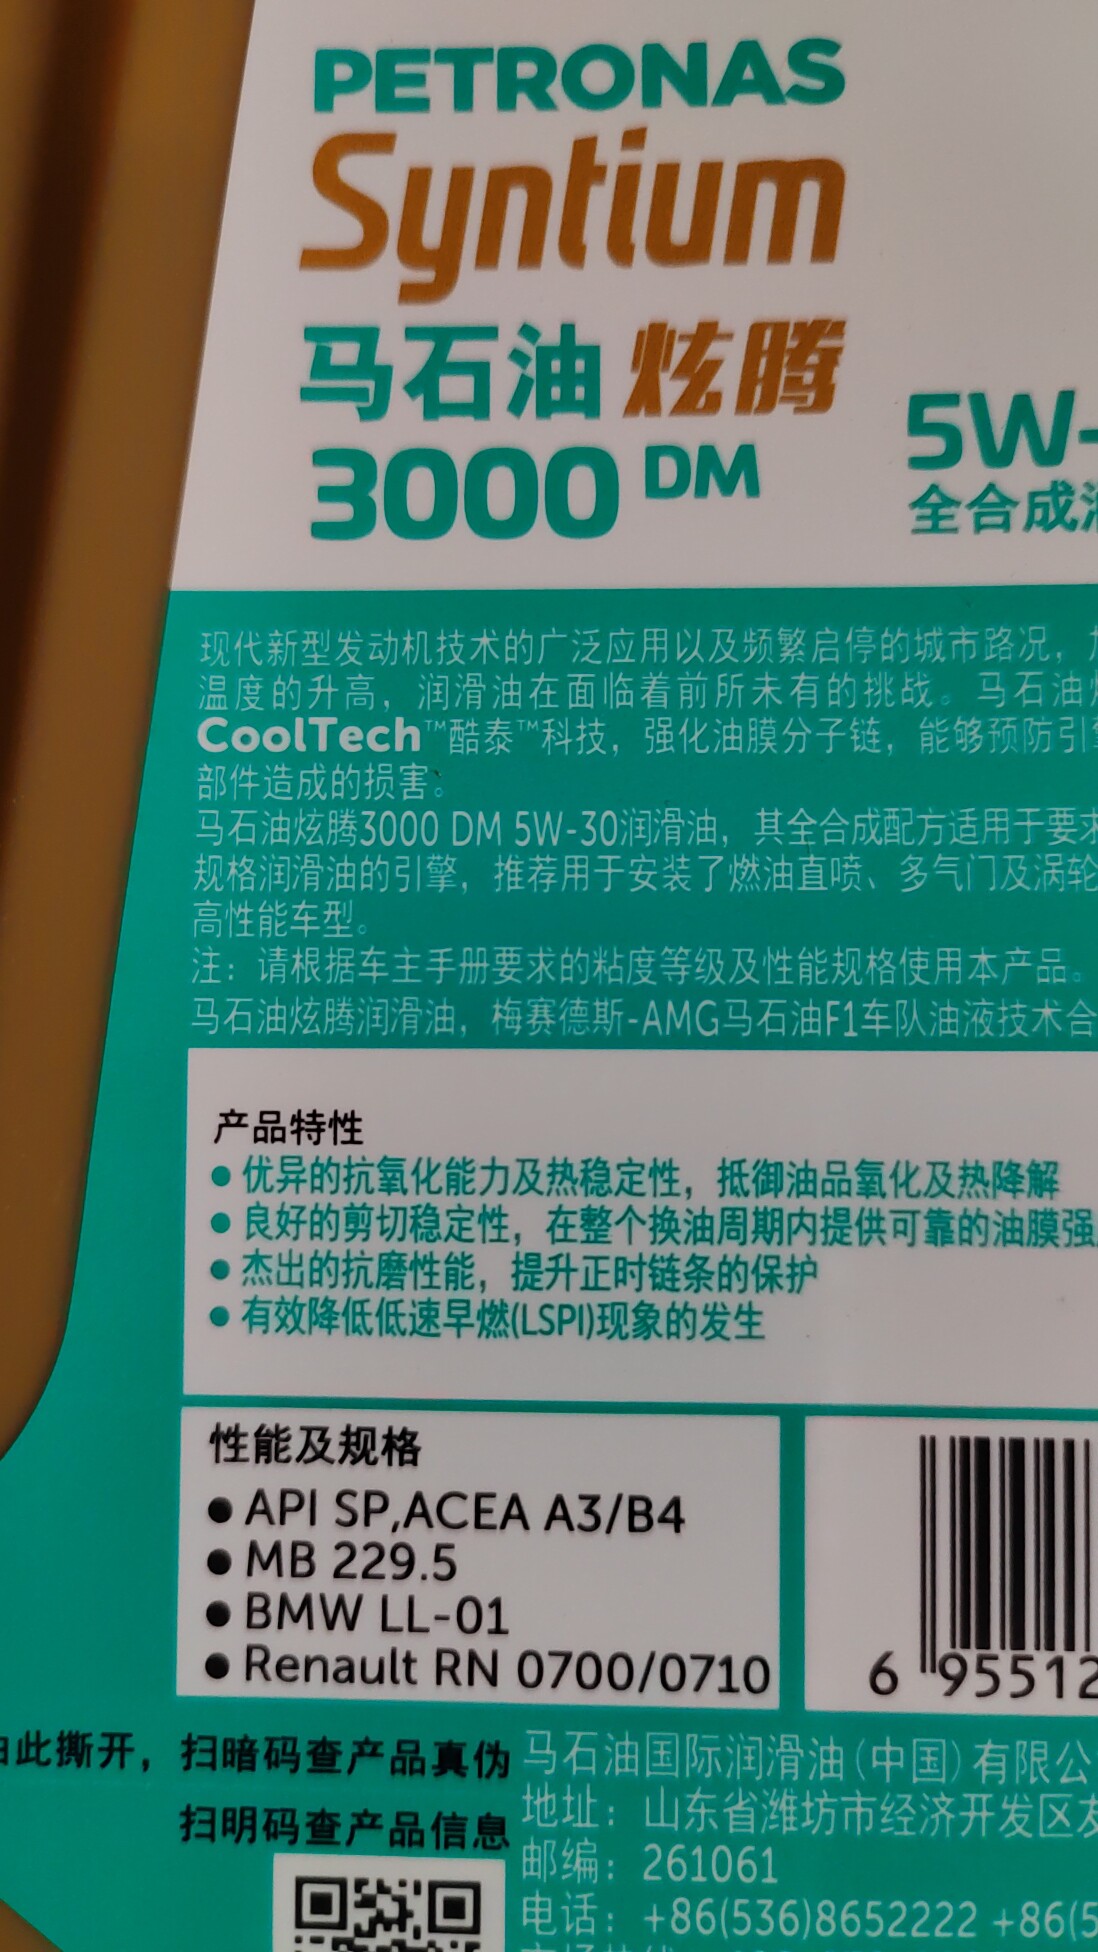 PETRONAS
Syntium
马石油 炫腾
3000 DM
5W-
全合成
现代新型发动机技术的广泛应用以及频繁启停的城市路况，
温度的升高，润滑油在面临着前所未有的挑战。马石油
CoolTech™酷泰™科技，强化油膜分子链，能够预防引
部件造成的损害。
马石油炫腾3000 DM 5W-30润滑油，其全合成配方适用于要求
规格润滑油的引擎，推荐用于安装了燃油直喷、多气门及涡轮
高性能车型。
注：请根据车主手册要求的粘度等级及性能规格使用本产品。
马石油炫腾润滑油，梅赛德斯-AMG马石油F1车队油液技术合
产品特性
● 优异的抗氧化能力及热稳定性，抵御油品氧化及热降解
● 良好的剪切稳定性，在整个换油周期内提供可靠的油膜强
● 杰出的抗磨性能，提升正时链条的保护
● 有效降低低速早燃(LSPI)现象的发生
性能及规格
● API SP,ACEA A3/B4
● MB 229.5
● BMW LL-01
● Renault RN 0700/0710
6 95512
此撕开，扫暗码查产品真伪
扫明码查产品信息
马石油国际润滑油(中国)有限公
地址：山东省潍坊市经济开发区
邮编：261061
电话：+86(536)8652222 +86(5